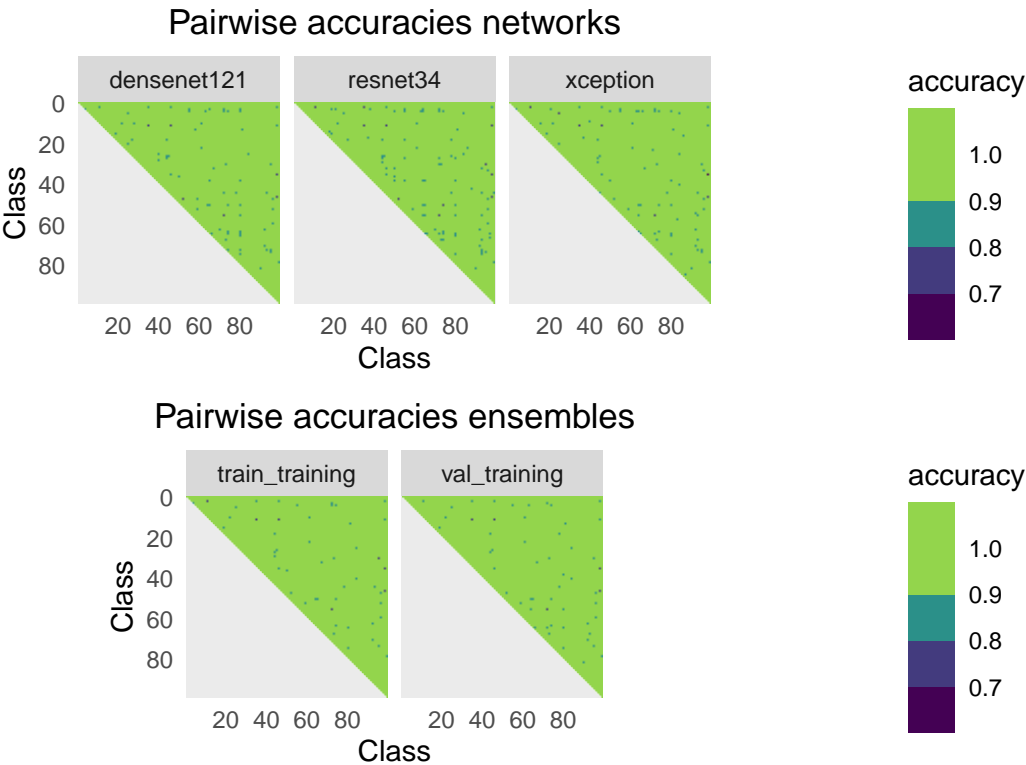 Pairwise accuracies networks
densenet121 resnet34 xception
accuracy
0
20
40
60
80
Class
20 40 60 80 20 40 60 80 20 40 60 80
Class
1.0
0.9
0.8
0.7
Pairwise accuracies ensembles
train_training val_training
accuracy
0
20
40
60
80
Class
20 40 60 80 20 40 60 80
Class
1.0
0.9
0.8
0.7